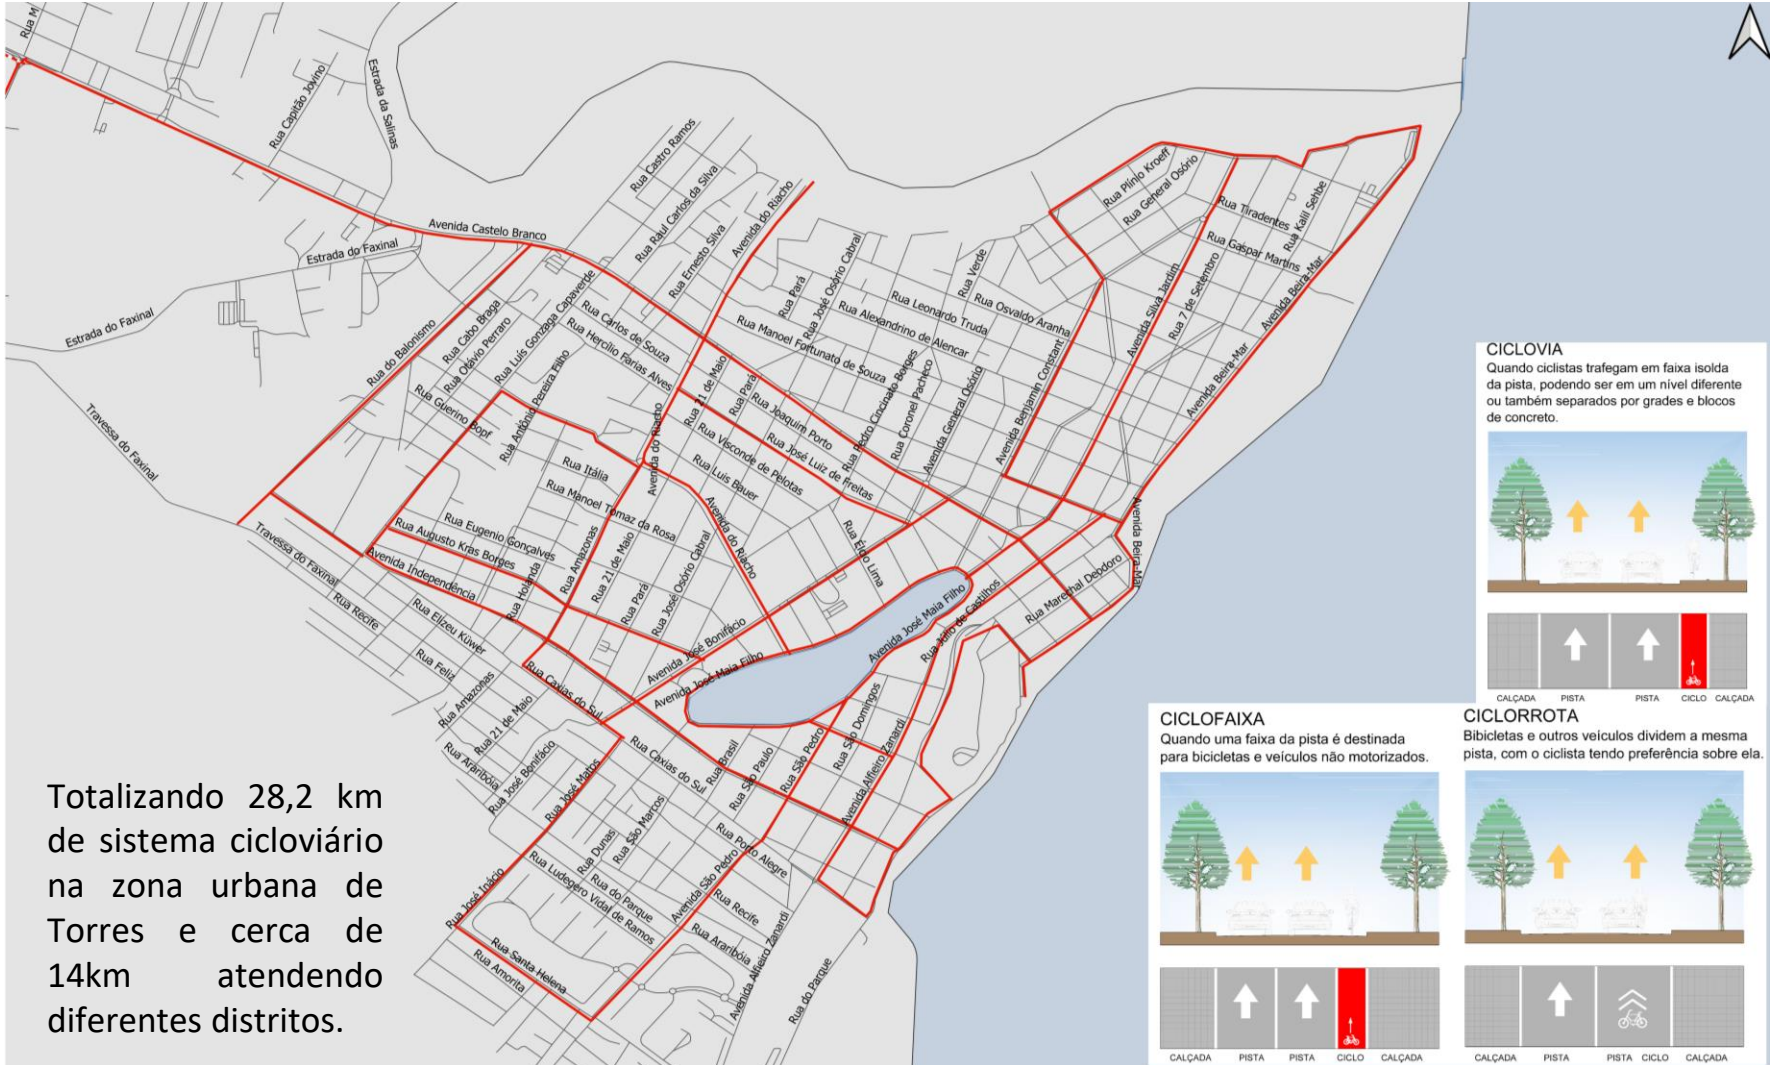 Rua M
Rua Capitão Jovino
Estrada da Salinas
Rua Castro Ramos
Rua Raul Carlos da Silva
Rua Ernesto Silva
Avenida do Riacho
Avenida Castelo Branco
Estrada do Faxinal
Estrada do Faxinal
Travessa do Faxinal
Rua do Balonismo
Rua Cabo Braga
Rua Olávio Perraro
Rua Luís Gonzaga Capaverde
Rua Carlos de Souza
Rua Hercílio Farias Alves
Rua Antônio Pereira Filho
Rua Guerino Bopf
Rua Pará
Rua José Osório Cabral
Rua Verde
Rua Leonardo Truda
Rua Osvaldo Aranha
Rua Alexandrino de Alencar
Rua Manoel Fortunato de Souza
Rua Plínio Kroeff
Rua General Osório
Rua Tiradentes
Rua Kalil Sehbe
Rua Gaspar Martins
Avenida Beira-Mar
Rua 7 de Setembro
Avenida Silva Jardim
Avenida Beira-Mar
Avenida Benjamin Constant
Avenida General Osório
Rua Coronel Pacheco
Rua Pedro Cincinato Borges
Rua 21 de Maio
Rua Pará
Rua Joaquim Porto
Rua José Luiz de Freitas
Rua Visconde de Pelotas
Rua Luis Bauer
Avenida do Riacho
Rua Itália
Rua Manoel Tomaz da Rosa
Rua Eugenio Gonçalves
Rua Augusto Kras Borges
Avenida Independência
Rua Holanda
Rua Amazonas
Rua 21 de Maio
Rua Pará
Rua José Osório Cabral
Avenida do Riacho
Rua Eldo Lima
Avenida Beira-Mar
Rua Marechal Deodoro
Rua Júlio de Castilhos
Avenida José Maia Filho
Avenida José Bonifácio
Avenida José Maia Filho
Travessa do Faxinal
Rua Recife
Rua Elizeu Küwer
Rua Feliz
Rua Amazonas
Rua 21 de Maio
Rua Araribóia
Rua José Bonifácio
Rua José Matos
Rua Caxias do Sul
Rua Caxias do Sul
Rua Brasil
Rua São Paulo
Rua São Pedro
Rua São Domingos
Avenida Alfieiro Zanardi
Rua Porto Alegre
Rua São Marcos
Rua Dunas
Rua do Parque
Rua Ludegero Vidal de Ramos
Avenida São Pedro
Rua Recife
Rua Araribóia
Rua José Inácio
Rua Santa Helena
Rua Amorita
Avenida Alfieiro Zanardi
Rua do Parque
Totalizando 28,2 km
de sistema cicloviário
na zona urbana de
Torres e cerca de
14km atendendo
diferentes distritos.
CICLOVIA
Quando ciclistas trafegam em faixa isolda
da pista, podendo ser em um nível diferente
ou também separados por grades e blocos
de concreto.
CALÇADA PISTA PISTA CICLO CALÇADA
CICLOFAIXA
Quando uma faixa da pista é destinada
para bicicletas e veículos não motorizados.
CALÇADA PISTA PISTA CICLO CALÇADA
CICLORROTA
Bibicletas e outros veículos dividem a mesma
pista, com o ciclista tendo preferência sobre ela.
CALÇADA PISTA PISTA CICLO CALÇADA